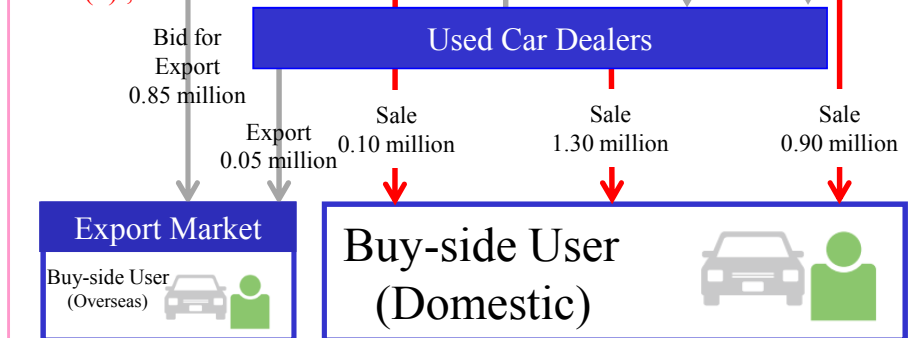 Used Car Dealers
Bid for
Export
0.85 million
Export
0.05 million
Sale
0.10 million
Sale
1.30 million
Sale
0.90 million
Export Market
Buy-side User
(Overseas)
Buy-side User
(Domestic)